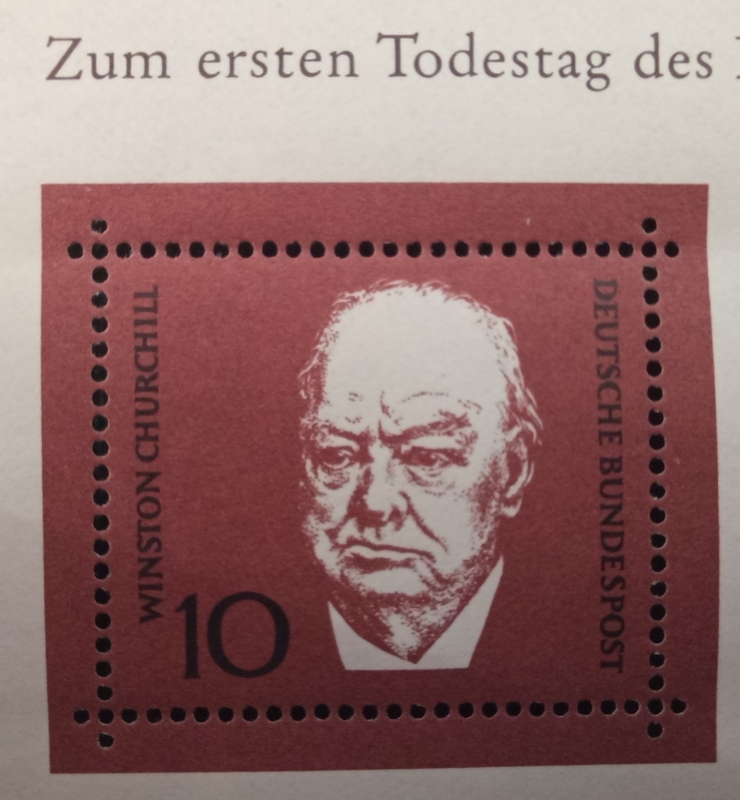 Zum ersten Todestag des
WINSTON CHURCHILL
DEUTSCHE BUNDESPOST
10